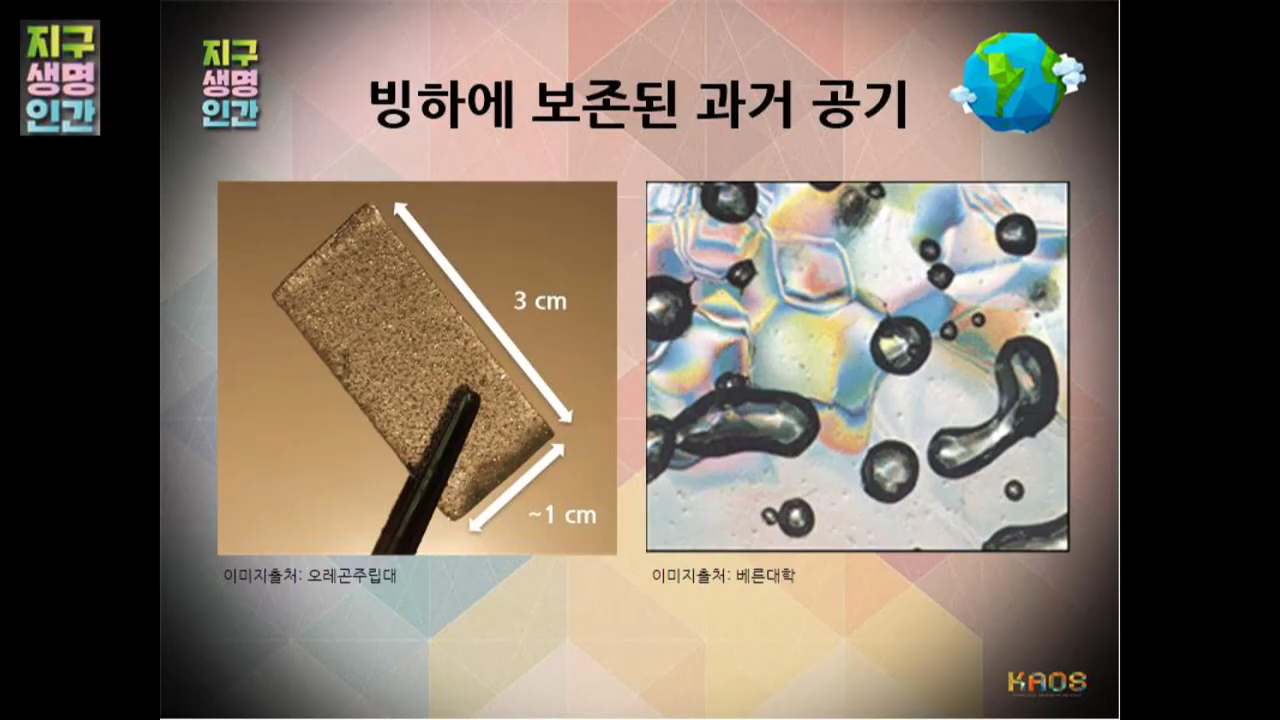 지구
생명
인간
지구
생명
인간
빙하에 보존된 과거 공기
3 cm
~1 cm
이미지출처: 오레곤주립대
이미지출처: 베른대학
KAOS